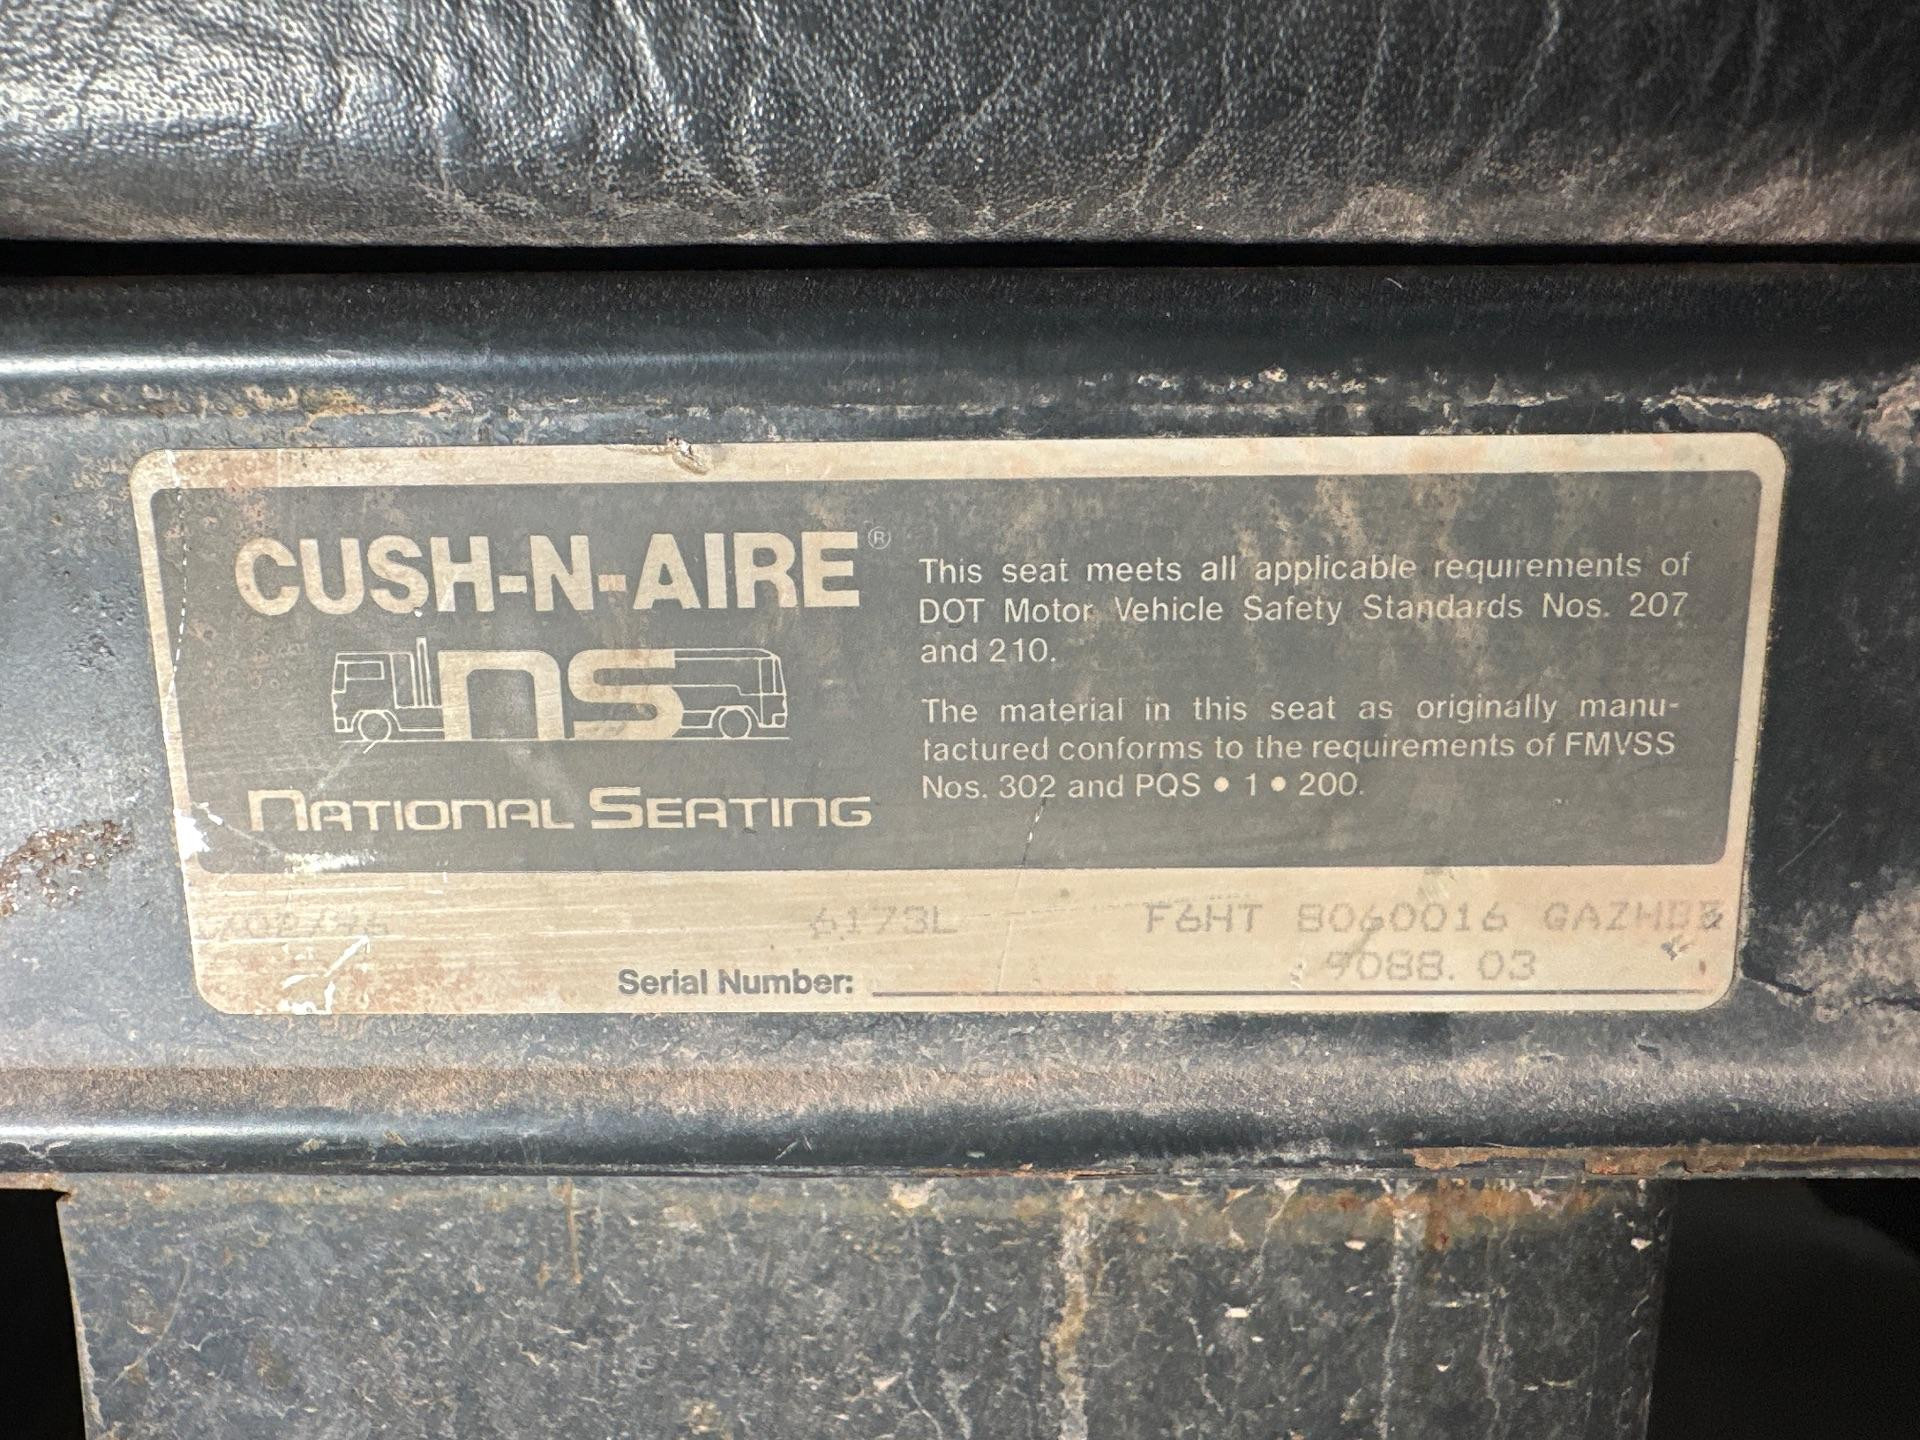 CUSH-N-AIRE®
ns
NATIONAL SEATING
This seat meets all applicable requirements of
DOT Motor Vehicle Safety Standards Nos. 207
and 210.
The material in this seat as originally manu-
factured conforms to the requirements of FMVSS
Nos. 302 and PQS • 1 • 200.
6173L F6HT 8060016
9088.03
Serial Number: